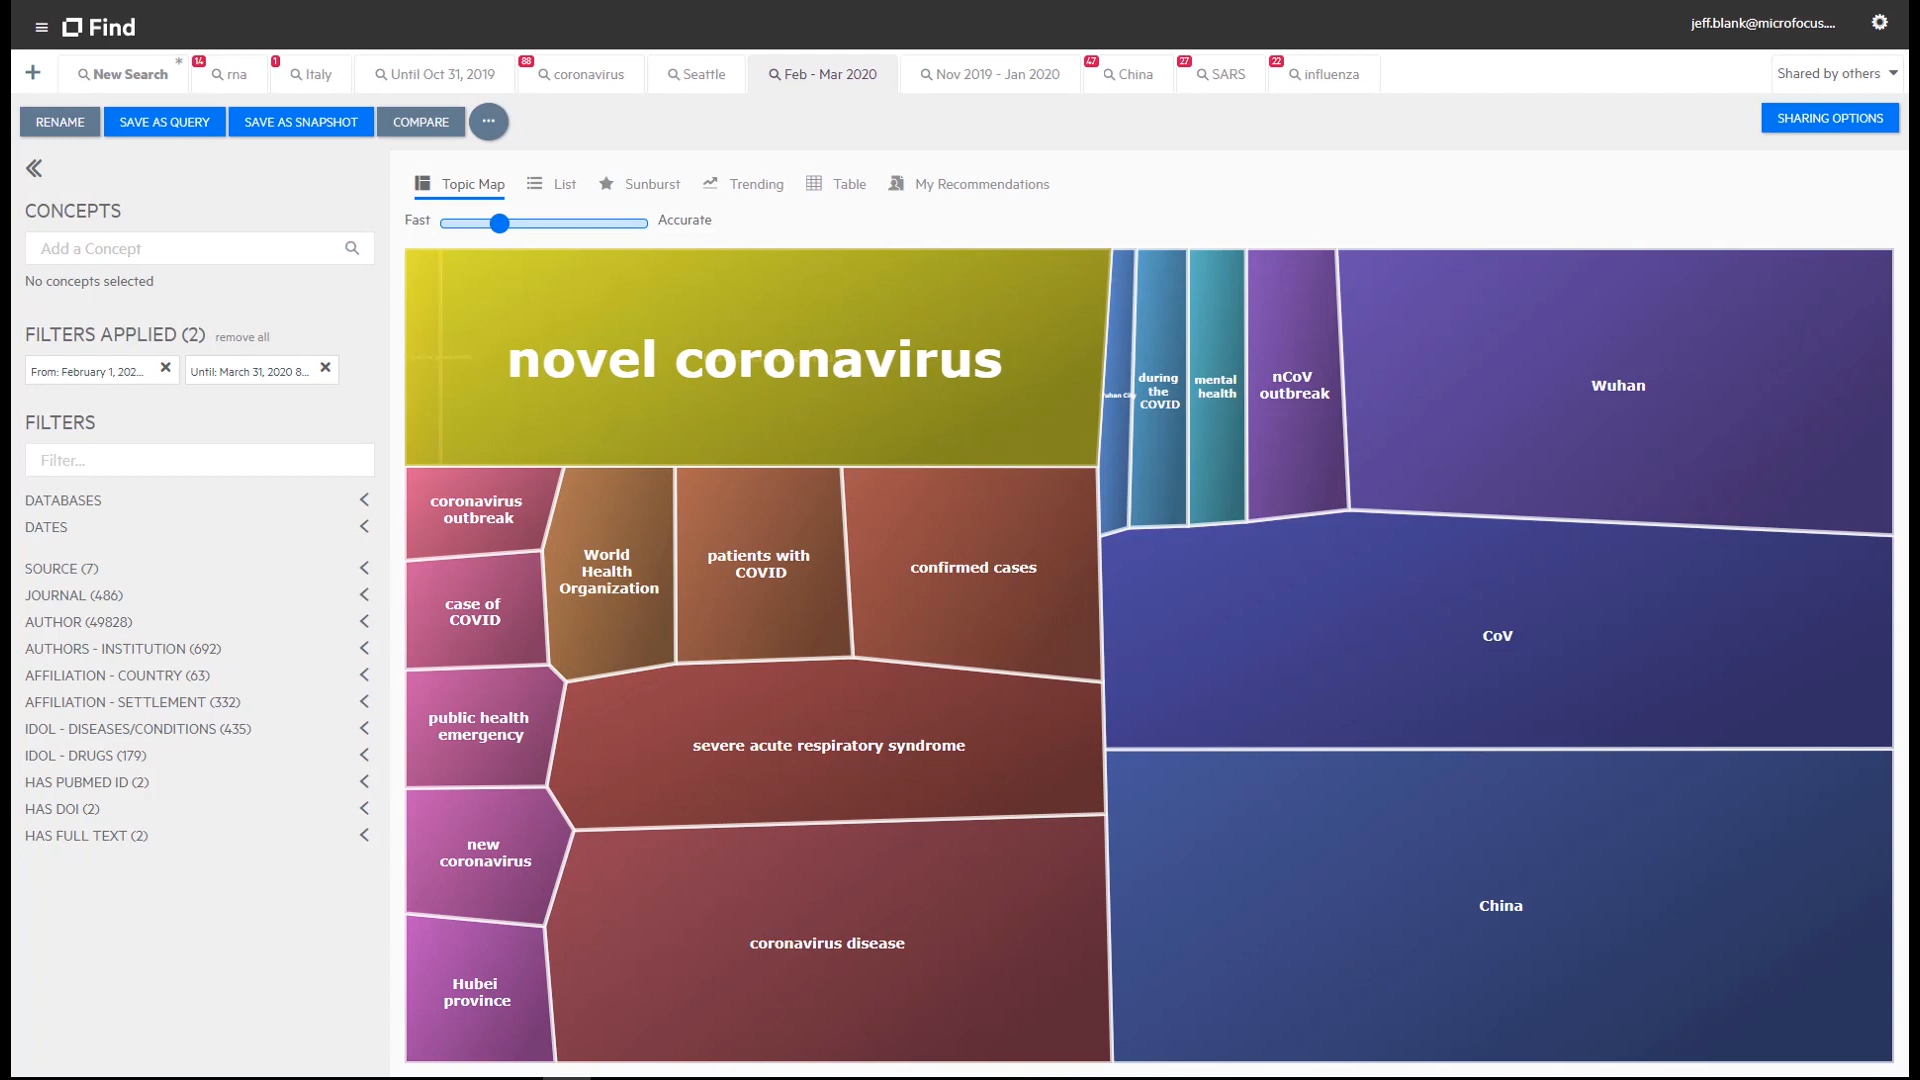 Find
jeff.blank@microfocus....
New Search *
14 rna
1 Italy
Until Oct 31, 2019
88 coronavirus
Seattle
Feb - Mar 2020
Nov 2019 - Jan 2020
47 China
27 SARS
22 influenza
Shared by others
RENAME
SAVE AS QUERY
SAVE AS SNAPSHOT
COMPARE
...
SHARING OPTIONS
CONCEPTS
Add a Concept
No concepts selected
FILTERS APPLIED (2) remove all
From: February 1, 202...
Until: March 31, 2020 8...
FILTERS
Filter...
DATABASES
DATES
SOURCE (7)
JOURNAL (486)
AUTHOR (49828)
AUTHORS - INSTITUTION (692)
AFFILIATION - COUNTRY (63)
AFFILIATION - SETTLEMENT (332)
IDOL - DISEASES/CONDITIONS (435)
IDOL - DRUGS (179)
HAS PUBMED ID (2)
HAS DOI (2)
HAS FULL TEXT (2)
Topic Map
List
Sunburst
Trending
Table
My Recommendations
Fast
Accurate
novel coronavirus
uhan City
during
the
COVID
mental
health
nCoV
outbreak
Wuhan
coronavirus
outbreak
World
Health
Organization
patients with
COVID
confirmed cases
case of
COVID
CoV
public health
emergency
severe acute respiratory syndrome
new
coronavirus
coronavirus disease
China
Hubei
province